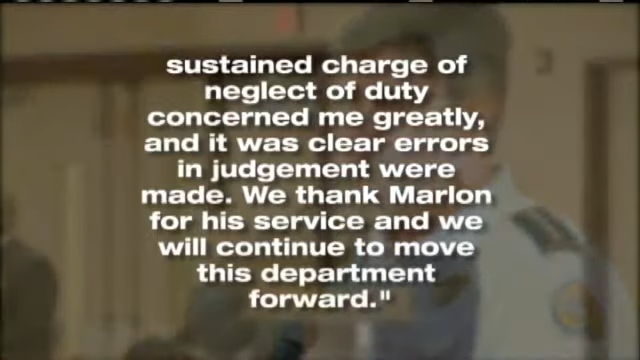 sustained charge of
neglect of duty
concerned me greatly,
and it was clear errors
in judgement were
made. We thank Marlon
for his service and we
will continue to move
this department
forward."